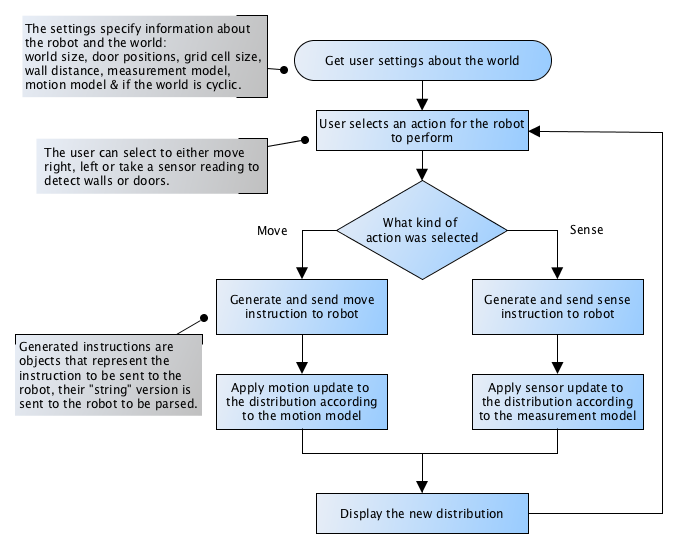 The settings specify information about
the robot and the world:
world size, door positions, grid cell size,
wall distance, measurement model,
motion model & if the world is cyclic.
Get user settings about the world
User selects an action for the robot
to perform
The user can select to either move
right, left or take a sensor reading to
detect walls or doors.
What kind of
action was selected
Move
Sense
Generate and send move
instruction to robot
Generate and send sense
instruction to robot
Generated instructions are
objects that represent the
instruction to be sent to the
robot, their "string" version is
sent to the robot to be parsed.
Apply motion update to
the distribution according
to the motion model
Apply sensor update to
the distribution according
to the measurement model
Display the new distribution